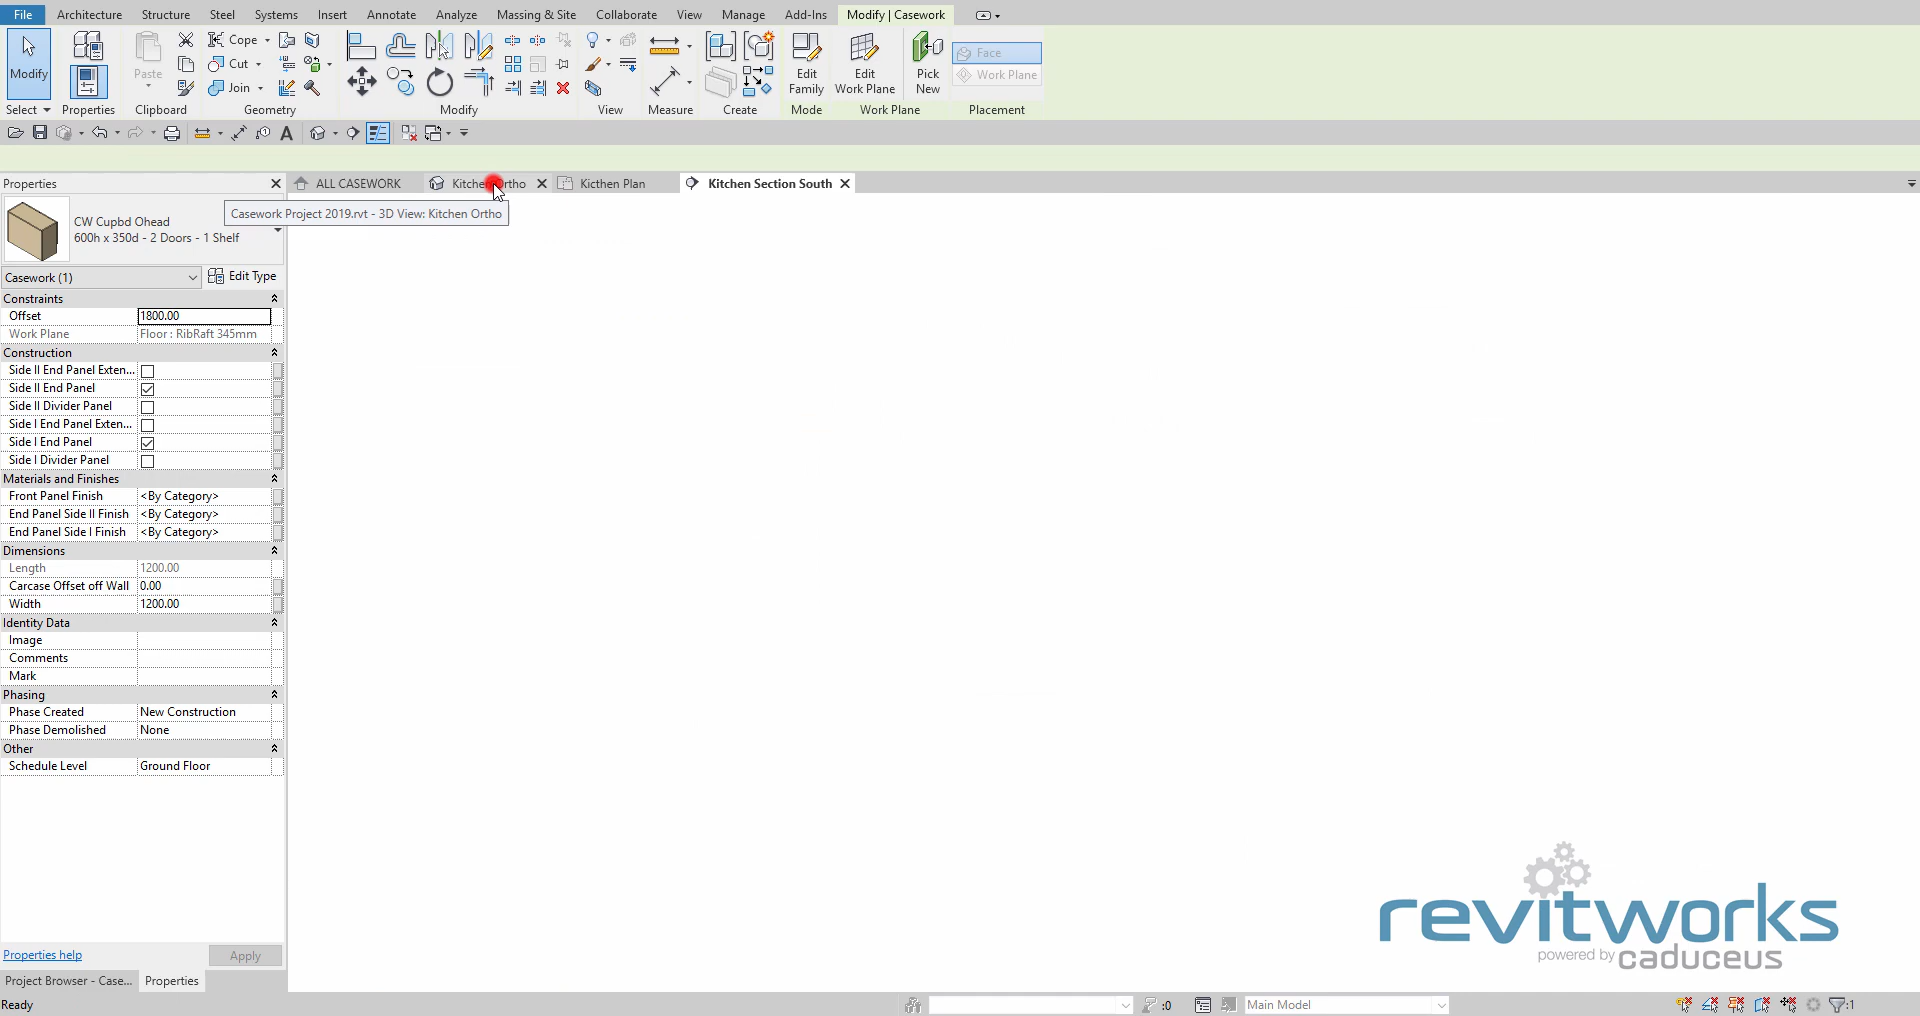 File Architecture Structure Steel Systems Insert Annotate Analyze Massing & Site Collaborate View Manage Add-Ins Modify | Casework
Cope
Face
Cut
Modify Paste Edit Edit Pick Work Plane
Join Family Work Plane New
Select Properties Clipboard Geometry Modify View Measure Create Mode Work Plane Placement
Properties ALL CASEWORK Kitchen Ortho Kicthen Plan Kitchen Section South
Casework Project 2019.rvt - 3D View: Kitchen Ortho
CW Cupbd Ohead
600h x 350d - 2 Doors - 1 Shelf
Casework (1) Edit Type
Constraints
Offset 1800.00
Work Plane Floor : RibRaft 345mm
Construction
Side II End Panel Exten...
Side II End Panel
Side II Divider Panel
Side I End Panel Exten...
Side I End Panel
Side I Divider Panel
Materials and Finishes
Front Panel Finish <By Category>
End Panel Side II Finish <By Category>
End Panel Side I Finish <By Category>
Dimensions
Length 1200.00
Carcase Offset off Wall 0.00
Width 1200.00
Identity Data
Image
Comments
Mark
Phasing
Phase Created New Construction
Phase Demolished None
Other
Schedule Level Ground Floor
revitworks
powered by caduceus
Properties help Apply
Project Browser - Case... Properties
Ready :0 Main Model :1